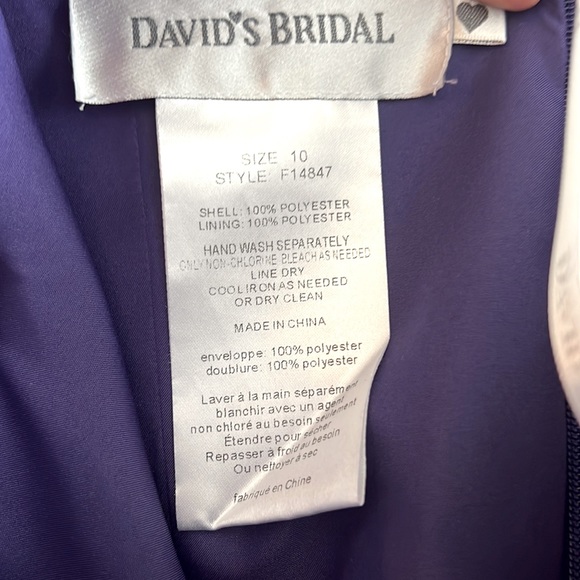 DAVID'S BRIDAL
SIZE 10
STYLE: F14847
SHELL: 100% POLYESTER
LINING: 100% POLYESTER
HAND WASH SEPARATELY
ONLY NON-CHLORINE BLEACH AS NEEDED
LINE DRY
COOL IRON AS NEEDED
OR DRY CLEAN
MADE IN CHINA
enveloppe: 100% polyester
doublure: 100% polyester
Laver à la main séparément
blanchir avec un agent
non chloré au besoin seulement
Étendre pour sécher
Repasser à froid au besoin
Ou nettoyer à sec
fabriqué en Chine